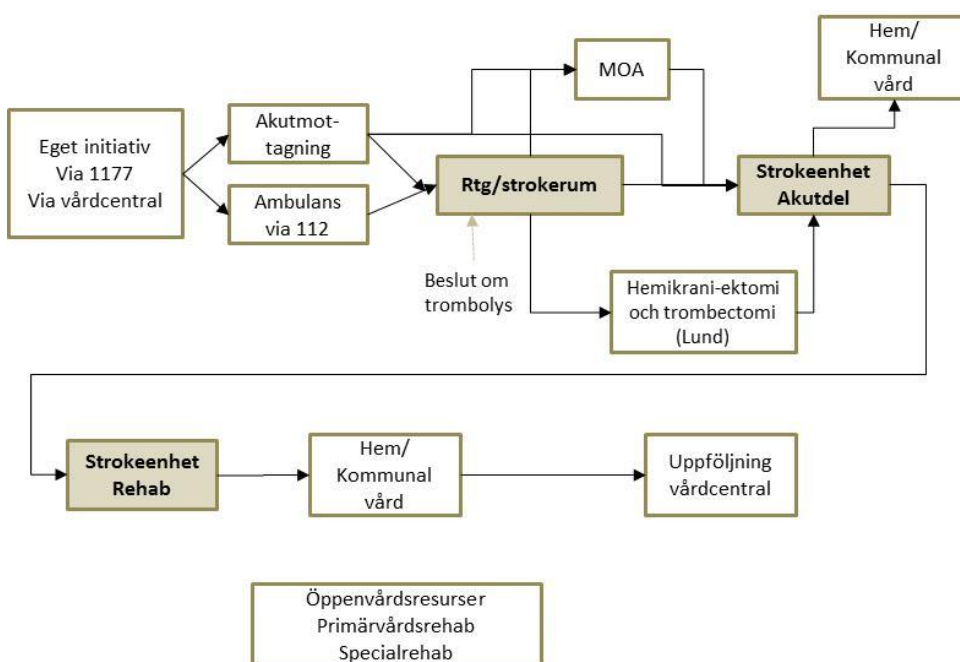 Hem/
Kommunal
vård
MOA
Eget initiativ
Via 1177
Via vårdcentral
Akutmot-
tagning
Ambulans
via 112
Rtg/strokerum
Strokeenhet
Akutdel
Beslut om
trombolys
Hemikrani-ektomi
och trombectomi
(Lund)
Strokeenhet
Rehab
Hem/
Kommunal
vård
Uppföljning
vårdcentral
Öppenvårdsresurser
Primärvårdsrehab
Specialrehab